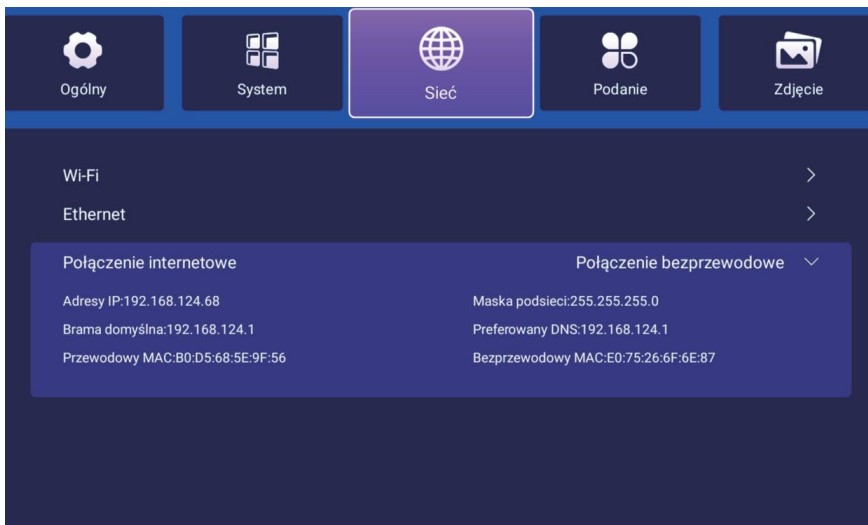 Ogólny System Sieć Podanie Zdjęcie
Wi-Fi
Ethernet
Połączenie internetowe Połączenie bezprzewodowe
Adresy IP:192.168.124.68 Maska podsieci:255.255.255.0
Brama domyślna:192.168.124.1 Preferowany DNS:192.168.124.1
Przewodowy MAC:B0:D5:68:5E:9F:56 Bezprzewodowy MAC:E0:75:26:6F:6E:87